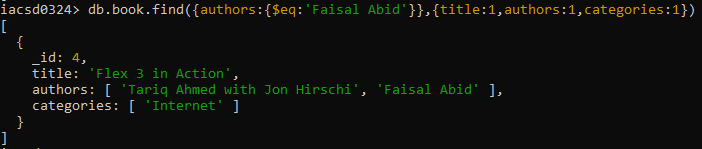 iacsd0324> db.book.find({authors:{$eq:'Faisal Abid'}},{title:1,authors:1,categories:1})
[
  {
    _id: 4,
    title: 'Flex 3 in Action',
    authors: [ 'Tariq Ahmed with Jon Hirschi', 'Faisal Abid' ],
    categories: [ 'Internet' ]
  }
]